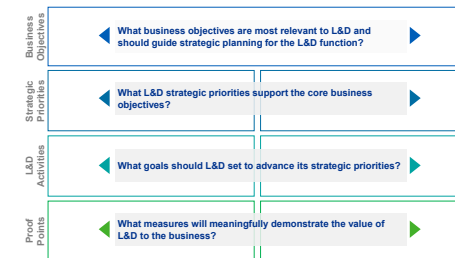 Business
Objectives
What business objectives are most relevant to L&D and
should guide strategic planning for the L&D function?
Strategic
Priorities
What L&D strategic priorities support the core business
objectives?
L&D
Activities
What goals should L&D set to advance its strategic priorities?
Proof
Points
What measures will meaningfully demonstrate the value of
L&D to the business?